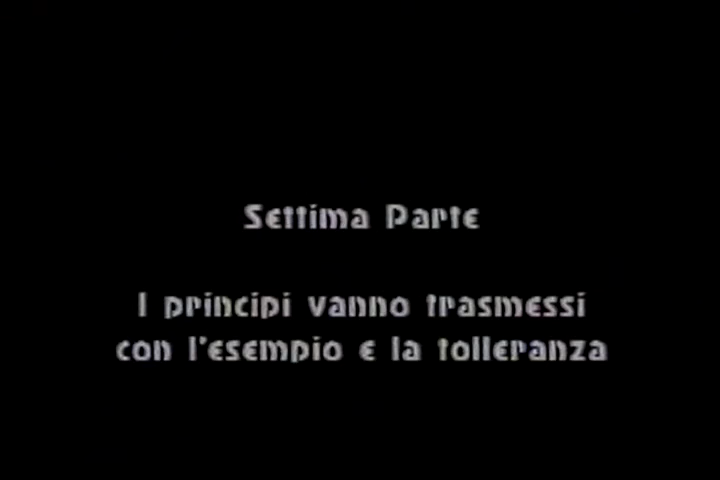 Settima Parte
I principi vanno trasmessi
con l'esempio e la tolleranza